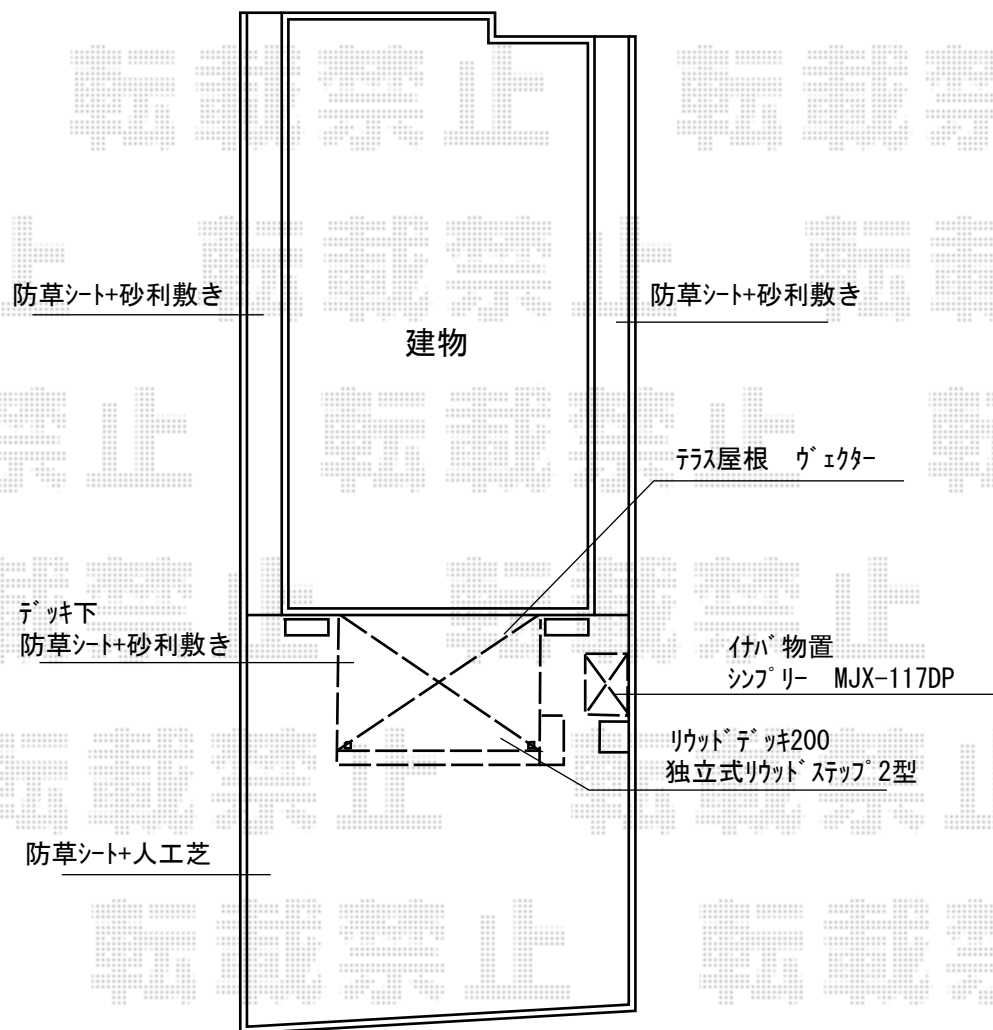 防草シート+砂利敷き
防草シート+砂利敷き
建物
テラス屋根 ヴェクター
デッキ下
防草シート+砂利敷き
イナバ物置
シンプリー MJX-117DP
リウッドデッキ200
独立式リウッドステップ2型
防草シート+人工芝
転載禁止